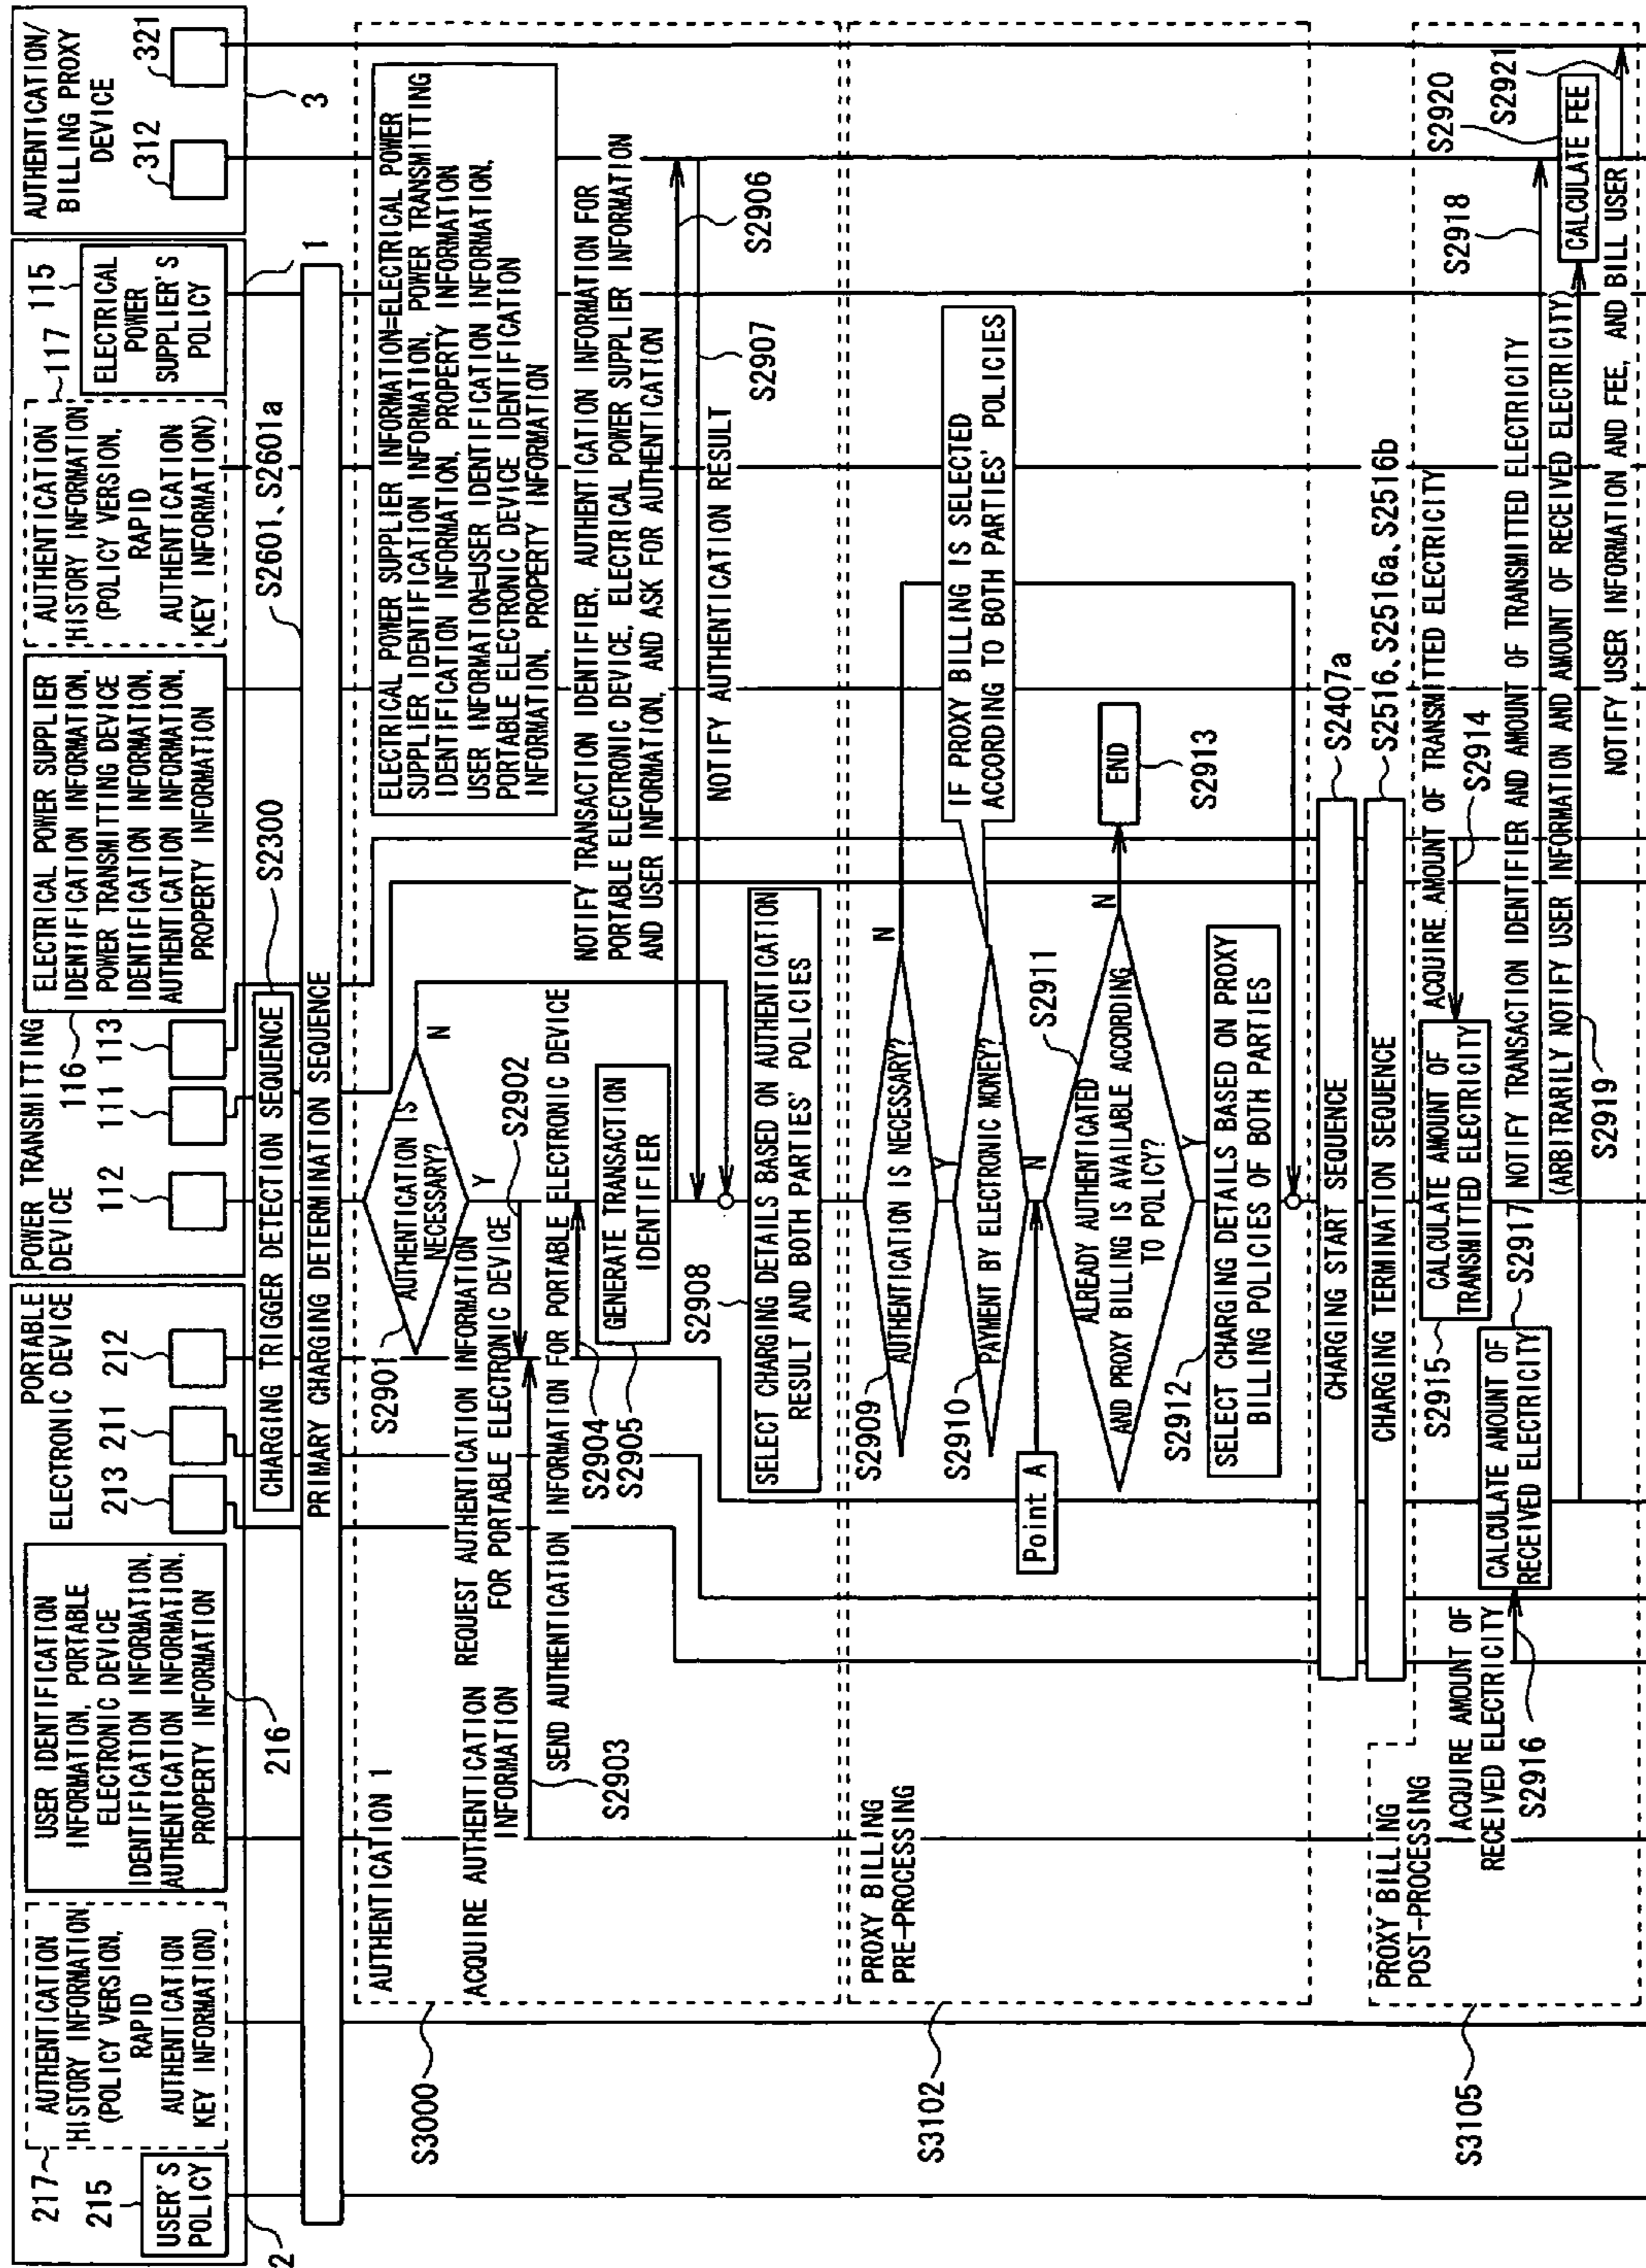 PORTABLE
ELECTRONIC DEVICE
217
AUTHENTICATION
HISTORY INFORMATION
(POLICY VERSION,
RAPID
AUTHENTICATION
KEY INFORMATION)
215
USER'S
POLICY
2
USER IDENTIFICATION
INFORMATION, PORTABLE
ELECTRONIC DEVICE
IDENTIFICATION INFORMATION,
AUTHENTICATION INFORMATION,
PROPERTY INFORMATION
216
213
211
212
POWER TRANSMITTING
DEVICE
116
112
111
113
ELECTRICAL POWER SUPPLIER
IDENTIFICATION INFORMATION,
POWER TRANSMITTING DEVICE
IDENTIFICATION INFORMATION,
AUTHENTICATION INFORMATION,
PROPERTY INFORMATION
117
AUTHENTICATION
HISTORY INFORMATION
(POLICY VERSION,
RAPID
AUTHENTICATION
KEY INFORMATION)
115
ELECTRICAL
POWER
SUPPLIER'S
POLICY
1
AUTHENTICATION/
BILLING PROXY
DEVICE
312
321
3
CHARGING TRIGGER DETECTION SEQUENCE
S2300
PRIMARY CHARGING DETERMINATION SEQUENCE
S2601、S2601a
S3000
AUTHENTICATION 1
S2901
AUTHENTICATION IS
NECESSARY?
N
Y
ELECTRICAL POWER SUPPLIER INFORMATION=ELECTRICAL POWER
SUPPLIER IDENTIFICATION INFORMATION, POWER TRANSMITTING
IDENTIFICATION INFORMATION, PROPERTY INFORMATION
USER INFORMATION=USER IDENTIFICATION INFORMATION,
PORTABLE ELECTRONIC DEVICE IDENTIFICATION
INFORMATION, PROPERTY INFORMATION
REQUEST AUTHENTICATION INFORMATION
FOR PORTABLE ELECTRONIC DEVICE
S2902
ACQUIRE AUTHENTICATION
INFORMATION
S2903
SEND AUTHENTICATION INFORMATION FOR PORTABLE ELECTRONIC DEVICE
S2904
S2905
GENERATE TRANSACTION
IDENTIFIER
NOTIFY TRANSACTION IDENTIFIER, AUTHENTICATION INFORMATION FOR
PORTABLE ELECTRONIC DEVICE, ELECTRICAL POWER SUPPLIER INFORMATION
AND USER INFORMATION, AND ASK FOR AUTHENTICATION
S2906
S2907
NOTIFY AUTHENTICATION RESULT
S2908
SELECT CHARGING DETAILS BASED ON AUTHENTICATION
RESULT AND BOTH PARTIES' POLICIES
S3102
PROXY BILLING
PRE-PROCESSING
S2909
AUTHENTICATION IS NECESSARY?
N
Y
S2910
PAYMENT BY ELECTRONIC MONEY?
N
IF PROXY BILLING IS SELECTED
ACCORDING TO BOTH PARTIES' POLICIES
Point A
S2911
ALREADY AUTHENTICATED
AND PROXY BILLING IS AVAILABLE ACCORDING
TO POLICY?
N
END
S2913
Y
S2912
SELECT CHARGING DETAILS BASED ON PROXY
BILLING POLICIES OF BOTH PARTIES
CHARGING START SEQUENCE
S2407a
CHARGING TERMINATION SEQUENCE
S2516、S2516a、S2516b
S3105
PROXY BILLING
POST-PROCESSING
ACQUIRE AMOUNT OF TRANSMITTED ELECTRICITY
S2914
S2915
CALCULATE AMOUNT OF
TRANSMITTED ELECTRICITY
ACQUIRE AMOUNT OF
RECEIVED ELECTRICITY
S2916
CALCULATE AMOUNT OF
RECEIVED ELECTRICITY
S2917
NOTIFY TRANSACTION IDENTIFIER AND AMOUNT OF TRANSMITTED ELECTRICITY
S2918
(ARBITRARILY NOTIFY USER INFORMATION AND AMOUNT OF RECEIVED ELECTRICITY)
S2919
CALCULATE FEE
S2920
S2921
NOTIFY USER INFORMATION AND FEE, AND BILL USER